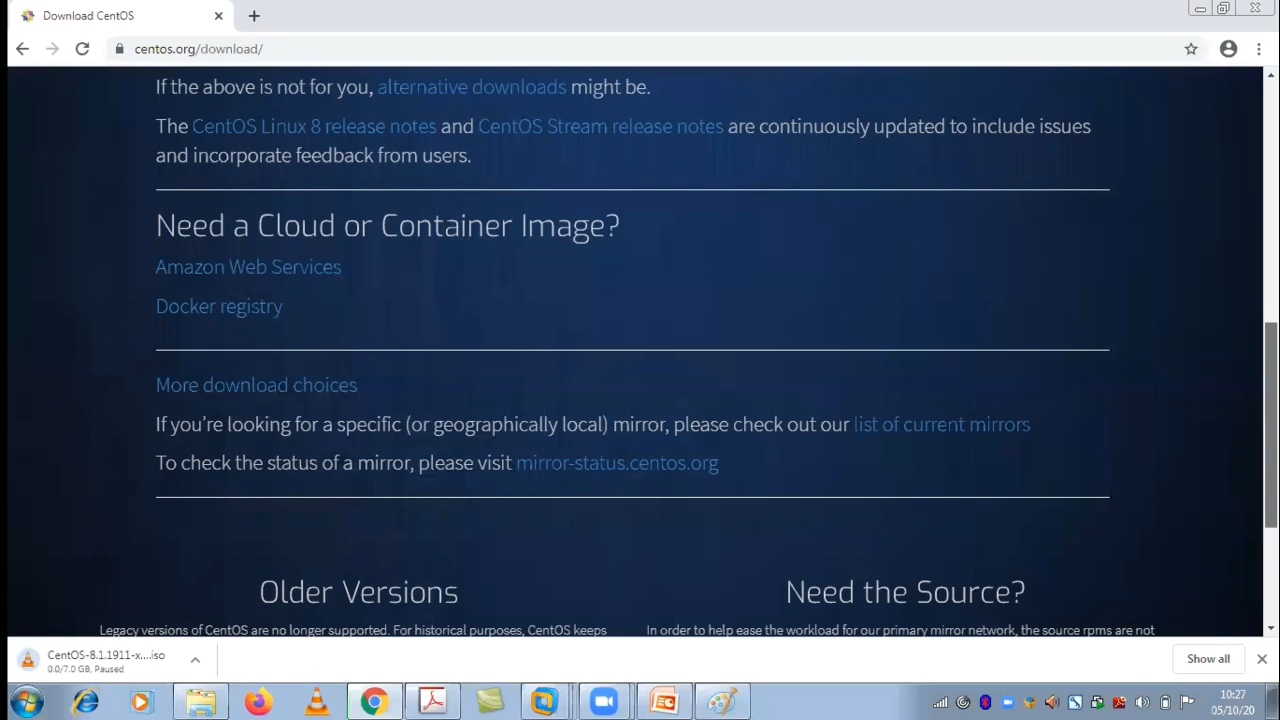 Download CentOS
centos.org/download/
If the above is not for you, alternative downloads might be.
The CentOS Linux 8 release notes and CentOS Stream release notes are continuously updated to include issues
and incorporate feedback from users.
Need a Cloud or Container Image?
Amazon Web Services
Docker registry
More download choices
If you’re looking for a specific (or geographically local) mirror, please check out our list of current mirrors
To check the status of a mirror, please visit mirror-status.centos.org
Older Versions
Legacy versions of CentOS are no longer supported. For historical purposes, CentOS keeps
Need the Source?
In order to help ease the workload for our primary mirror network, the source rpms are not
CentOS-8.1.1911-x....iso
0.0/7.0 GB, Paused
Show all
10:27
05/10/20